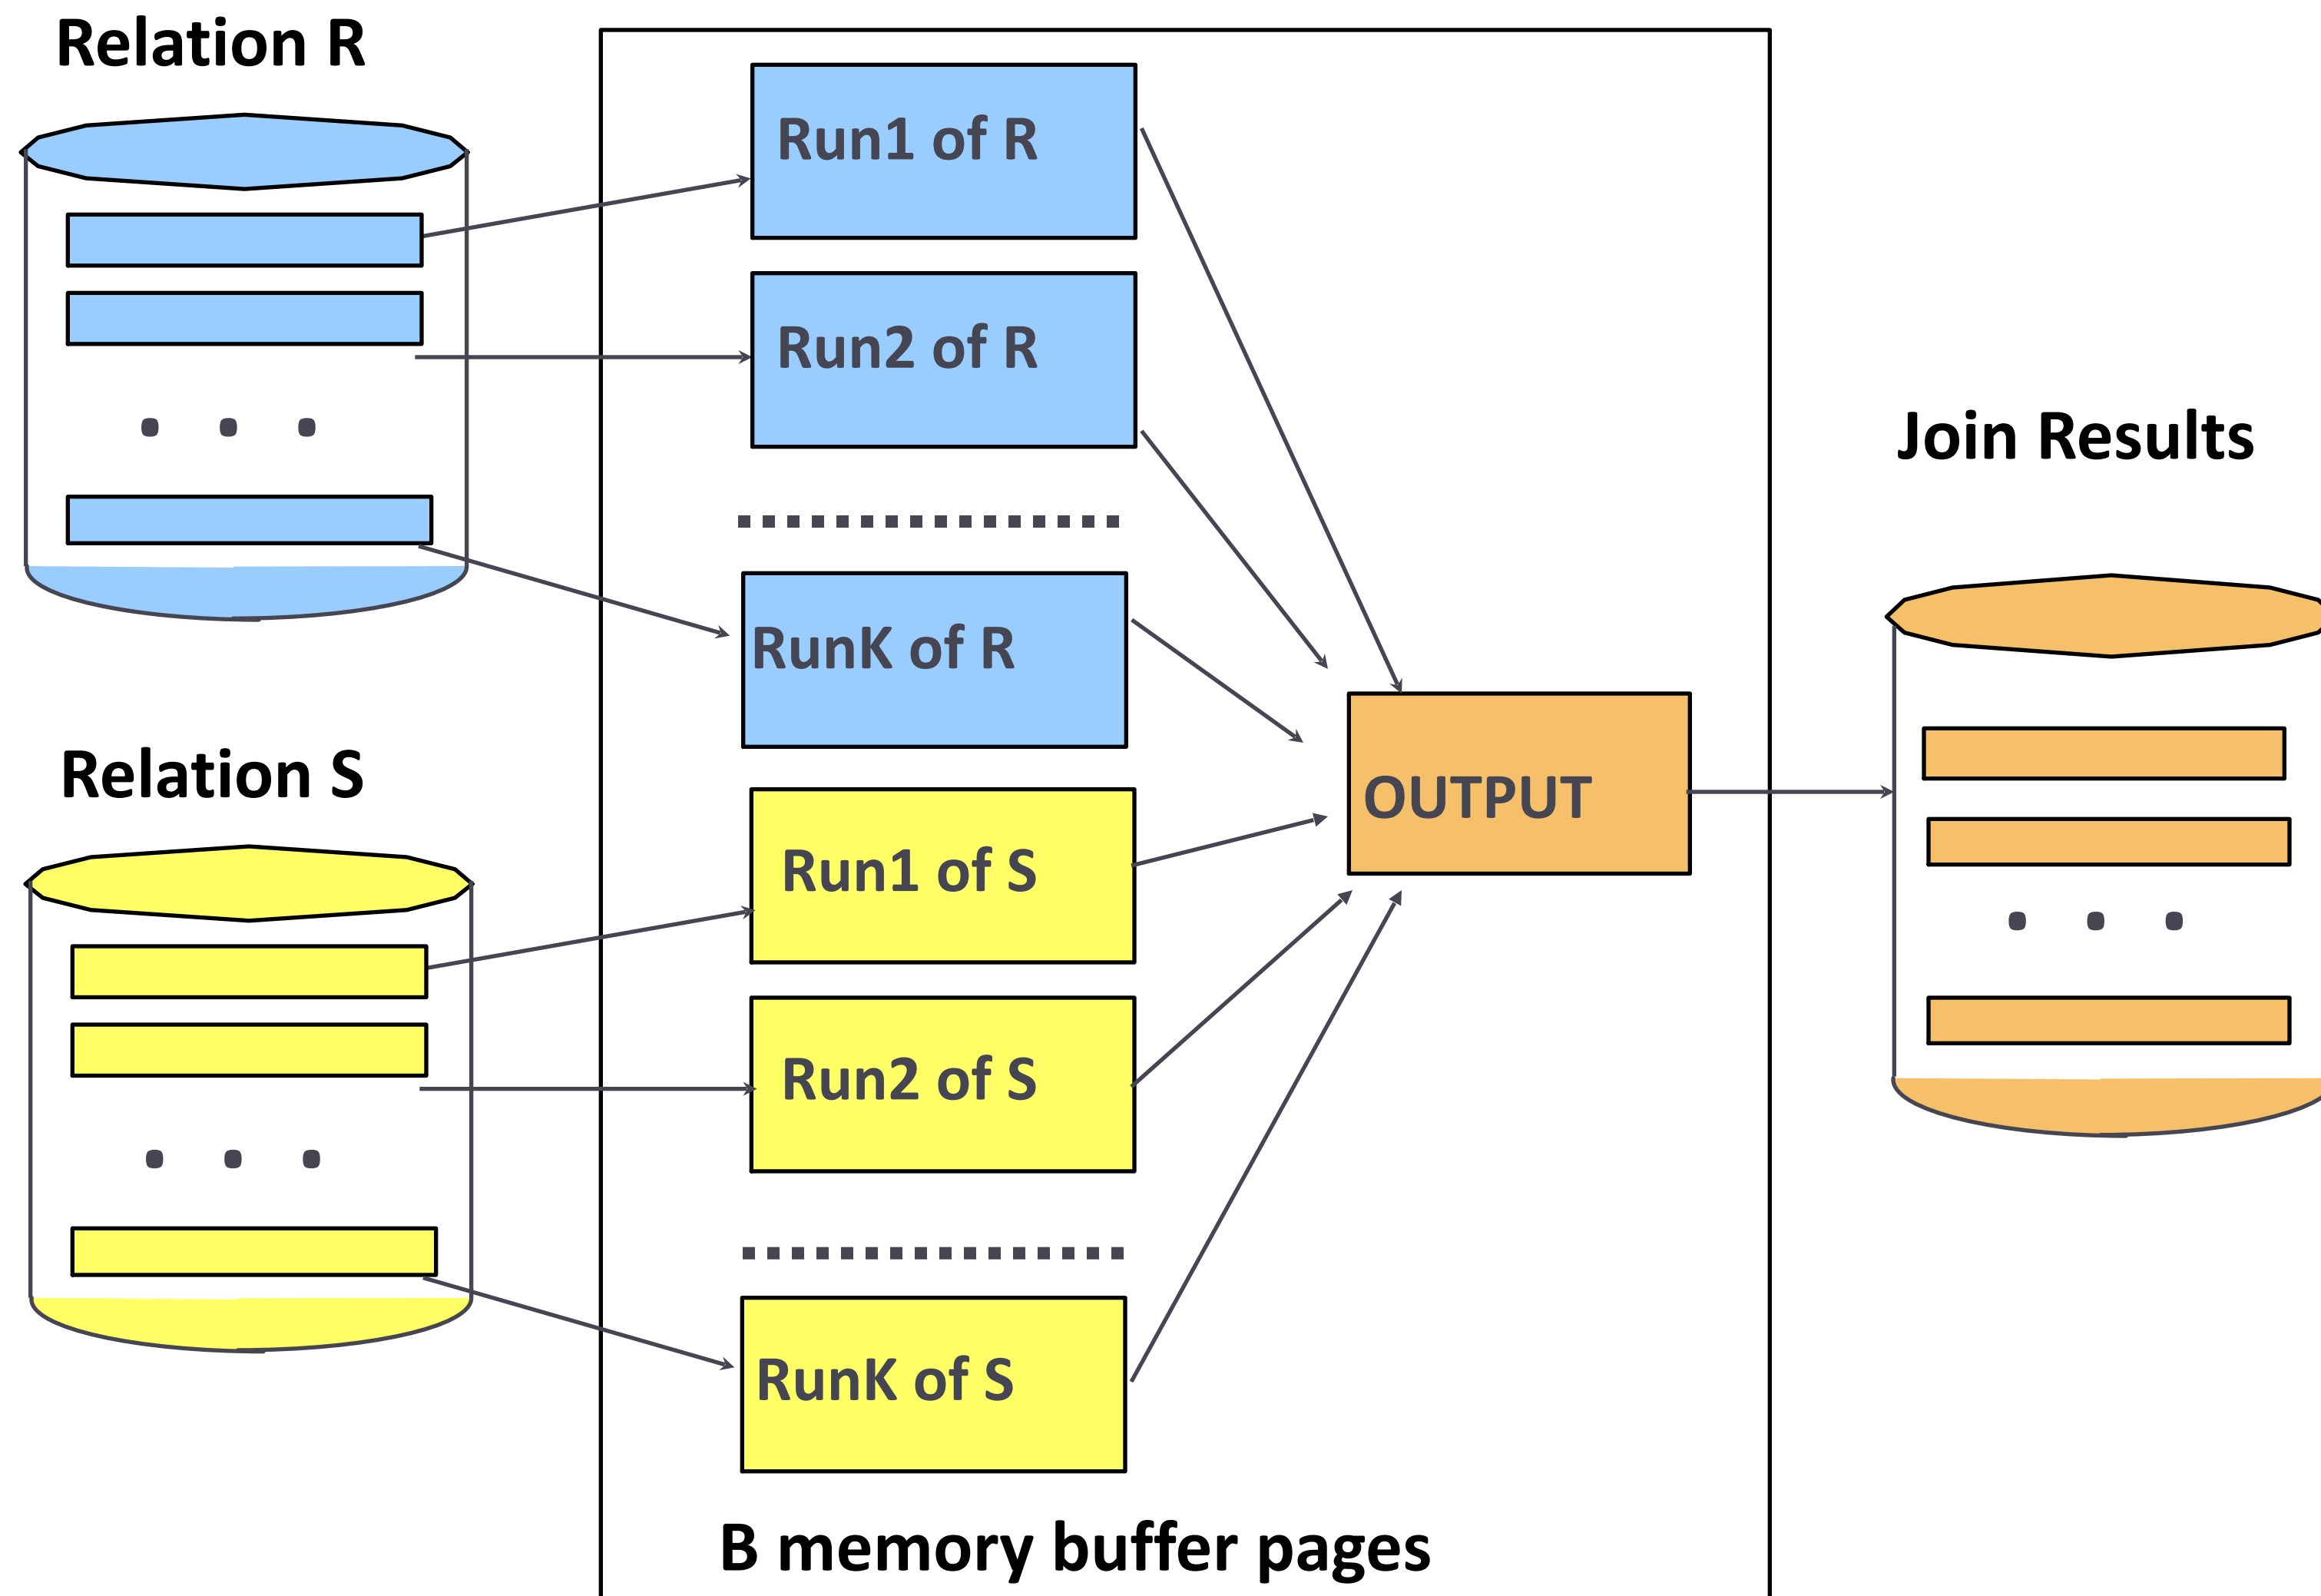 Relation R
Run1 of R
Run2 of R
RunK of R
Relation S
Run1 of S
Run2 of S
RunK of S
OUTPUT
Join Results
B memory buffer pages